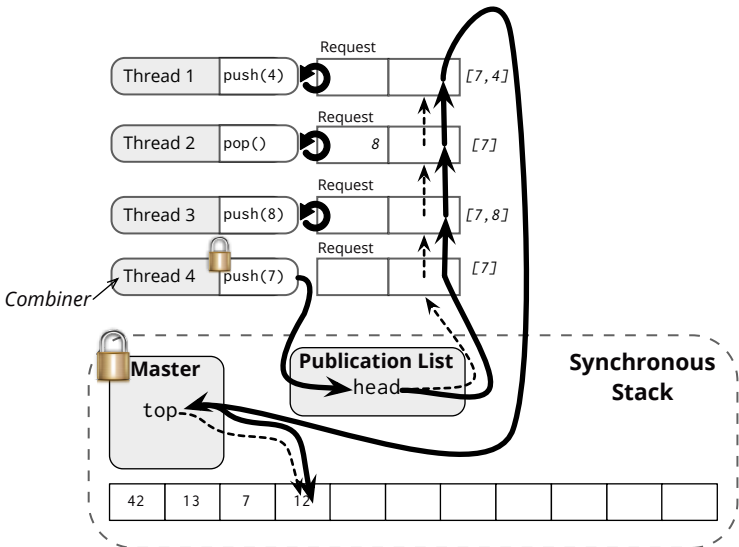 Request
Thread 1
push(4)
[7,4]
Request
Thread 2
pop()
8
[7]
Request
Thread 3
push(8)
[7,8]
Request
Thread 4
push(7)
[7]
Combiner
Master
Publication List
Synchronous
Stack
head
top
42
13
7
12